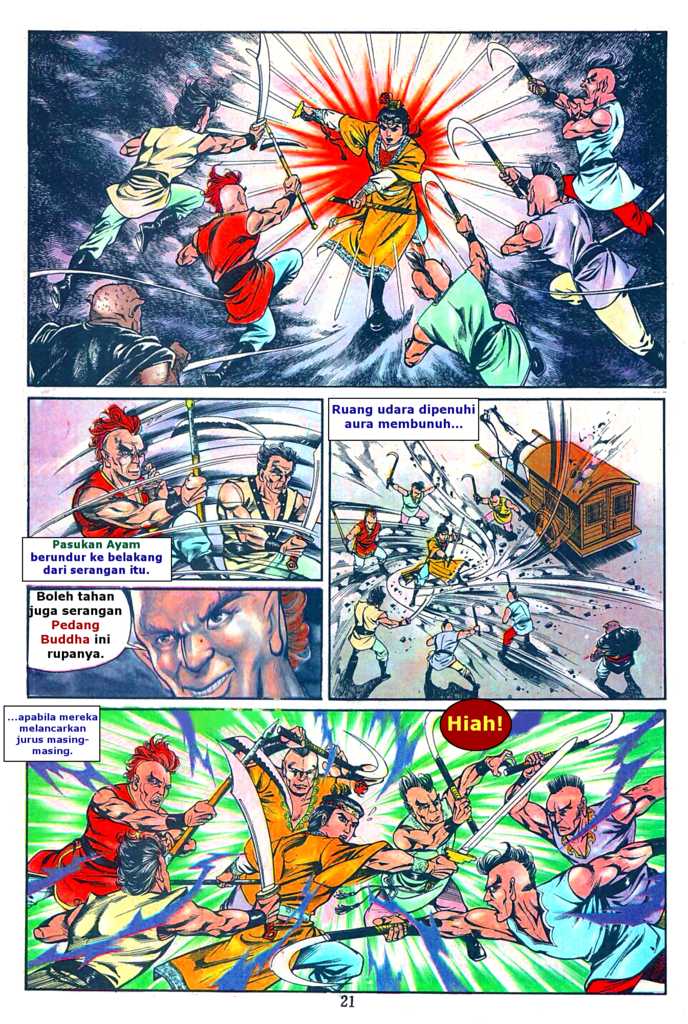 Ruang udara dipenuhi
aura membunuh...
Pasukan Ayam
berundur ke belakang
dari serangan itu.
Boleh tahan
juga serangan
Pedang
Buddha ini
rupanya.
...apabila mereka
melancarkan
jurus masing-
masing.
Hiah!
21